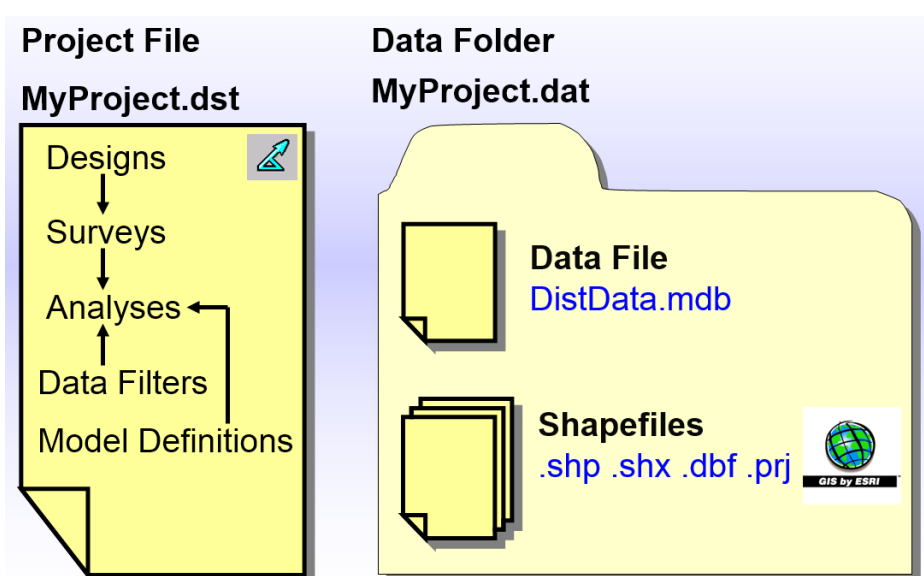 Project File
MyProject.dst
Designs
Surveys
Analyses
Data Filters
Model Definitions
Data Folder
MyProject.dat
Data File
DistData.mdb
Shapefiles
.shp .shx .dbf .prj
GIS by ESRI